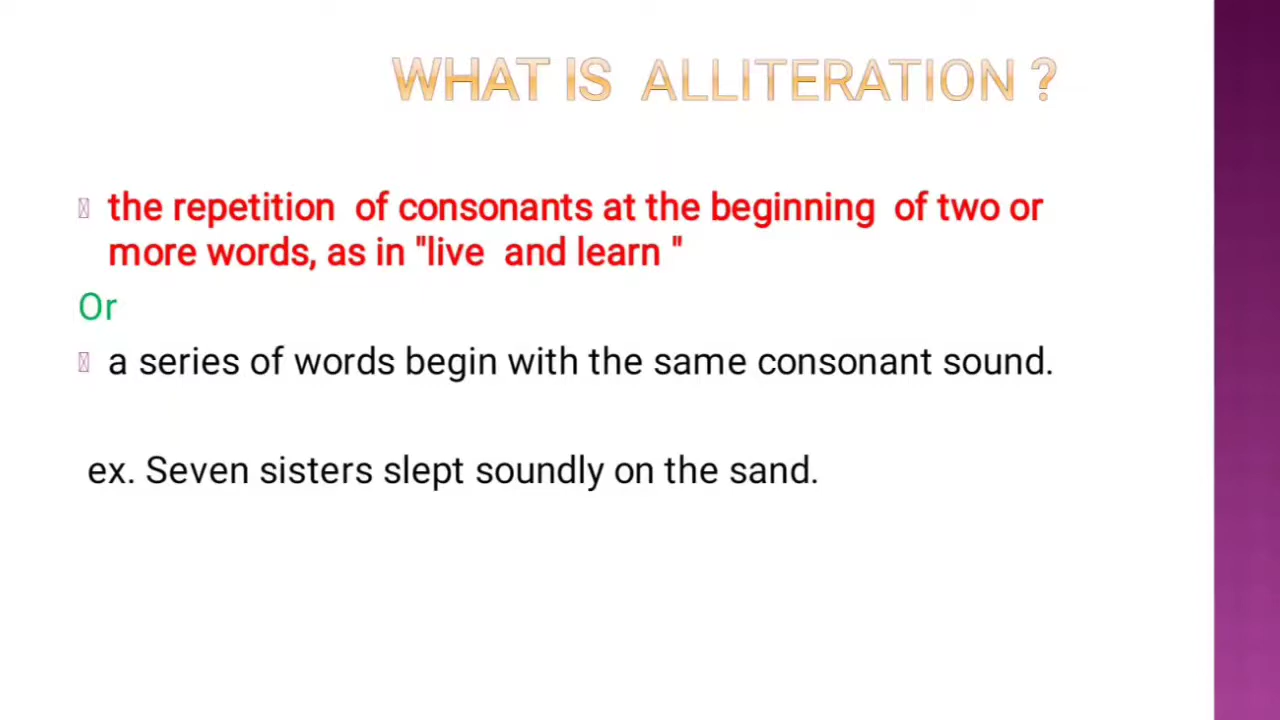 WHAT IS ALLITERATION ?
the repetition of consonants at the beginning of two or
more words, as in "live and learn "
Or
a series of words begin with the same consonant sound.
ex. Seven sisters slept soundly on the sand.